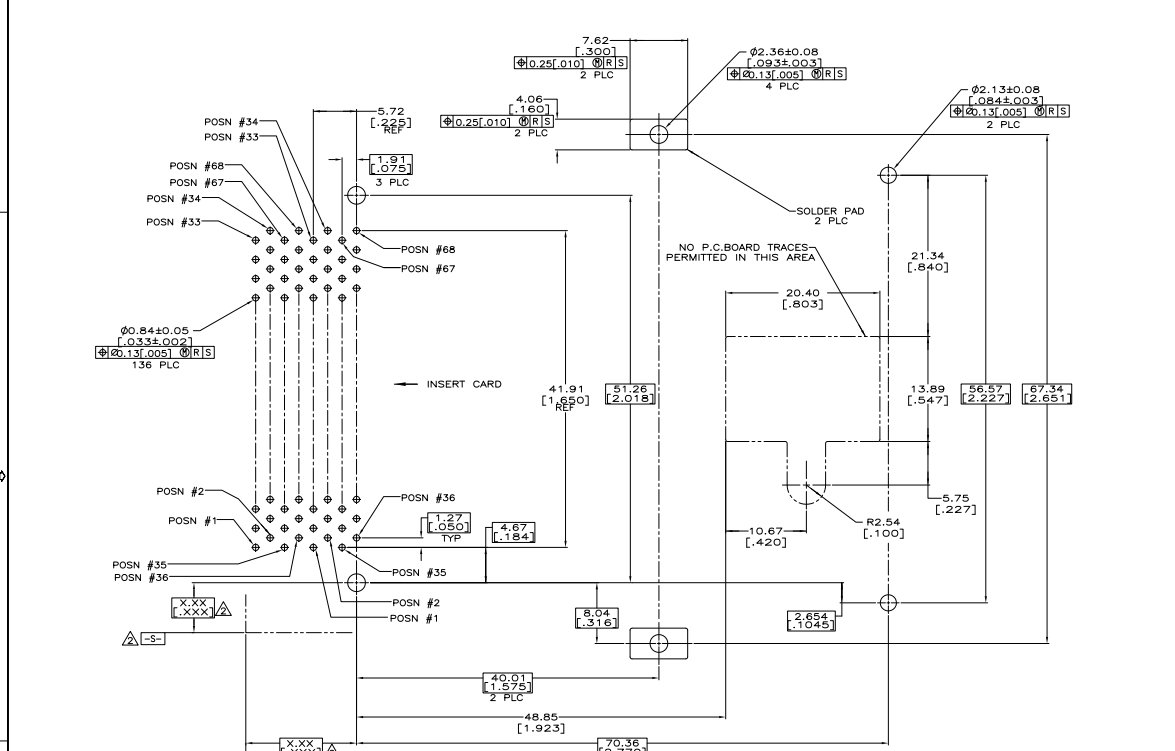 7.62
[.300]
⌖ 0.25[.010] Ⓜ R S
2 PLC
Ø2.36±0.08
[.093±.003]
⌖ Ø0.13[.005] Ⓜ R S
4 PLC
Ø2.13±0.08
[.084±.003]
⌖ Ø0.13[.005] Ⓜ R S
2 PLC
4.06
[.160]
⌖ 0.25[.010] Ⓜ R S
2 PLC
5.72
[.225]
REF
1.91
[.075]
3 PLC
POSN #34
POSN #33
POSN #68
POSN #67
POSN #34
POSN #33
POSN #68
POSN #67
SOLDER PAD
2 PLC
NO P.C.BOARD TRACES
PERMITTED IN THIS AREA
21.34
[.840]
20.40
[.803]
Ø0.84±0.05
[.033±.002]
⌖ Ø0.13[.005] Ⓜ R S
136 PLC
INSERT CARD
41.91
[1.650]
REF
51.26
[2.018]
13.89
[.547]
56.57
[2.227]
67.34
[2.651]
POSN #2
POSN #1
POSN #35
POSN #36
POSN #36
1.27
[.050]
TYP
4.67
[.184]
POSN #35
POSN #2
POSN #1
5.75
[.227]
R2.54
[.100]
10.67
[.420]
X.XX
[.XXX]
2
2
-S-
8.04
[.316]
2.654
[.1045]
40.01
[1.575]
2 PLC
48.85
[1.923]
X.XX
70.36